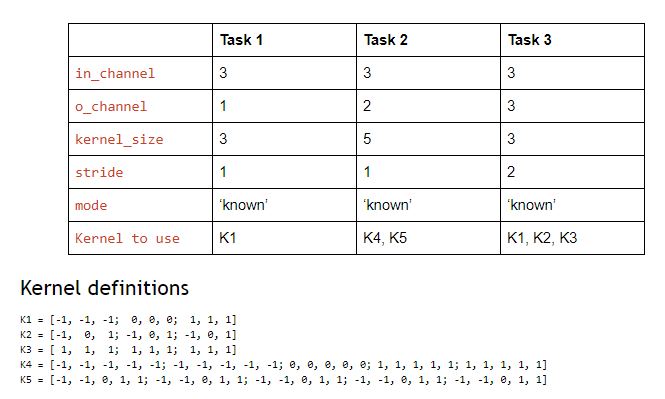 Task 1 Task 2 Task 3
in_channel 3 3 3
o_channel 1 2 3
kernel_size 3 5 3
stride 1 1 2
mode ‘known’ ‘known’ ‘known’
Kernel to use K1 K4, K5 K1, K2, K3
Kernel definitions
K1 = [-1, -1, -1; 0, 0, 0; 1, 1, 1]
K2 = [-1, 0, 1; -1, 0, 1; -1, 0, 1]
K3 = [ 1, 1, 1; 1, 1, 1; 1, 1, 1]
K4 = [-1, -1, -1, -1, -1; -1, -1, -1, -1, -1; 0, 0, 0, 0, 0; 1, 1, 1, 1, 1; 1, 1, 1, 1, 1]
K5 = [-1, -1, 0, 1, 1; -1, -1, 0, 1, 1; -1, -1, 0, 1, 1; -1, -1, 0, 1, 1; -1, -1, 0, 1, 1]